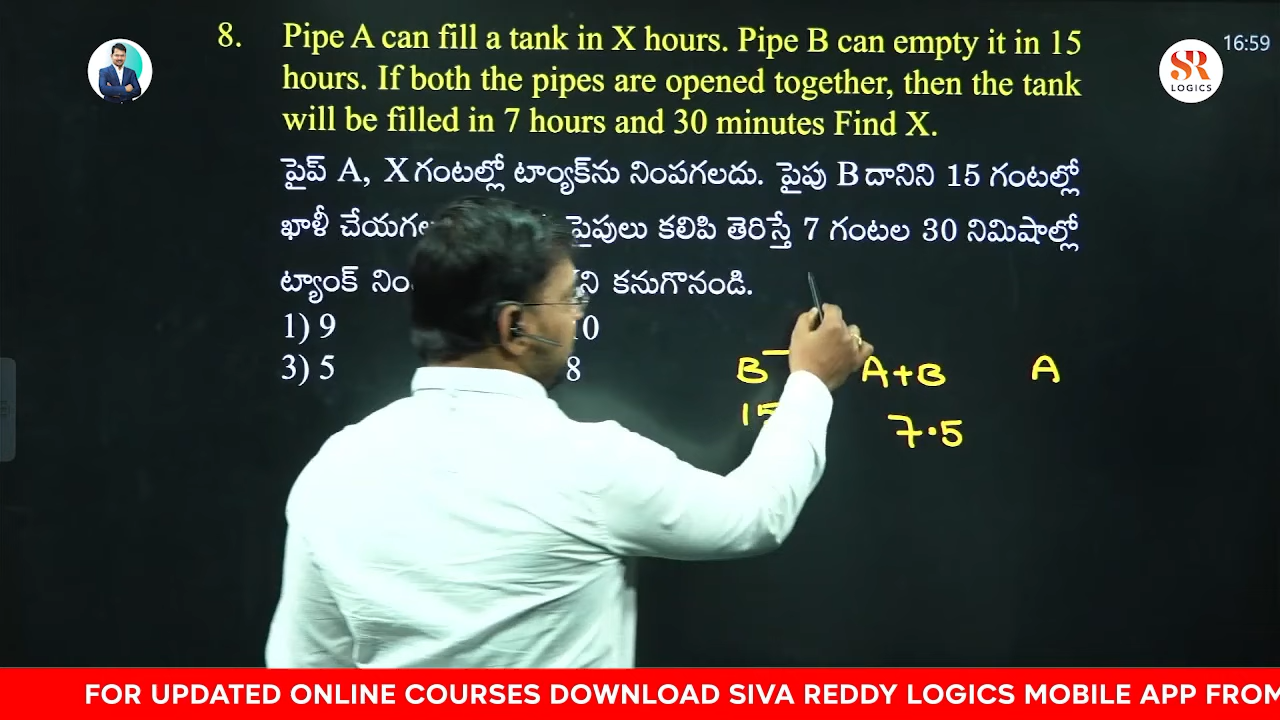 8. Pipe A can fill a tank in X hours. Pipe B can empty it in 15
hours. If both the pipes are opened together, then the tank
will be filled in 7 hours and 30 minutes Find X.
పైప్ A, X గంటల్లో టాంక్‌ను నింపగలదు. పైపు B దానిని 15 గంటల్లో
ఖాళీ పైపులు కలిపి తెరిస్తే 7 గంటల 30 నిమిషాల్లో
ట్యాంక్ కనుగొనండి.
1) 9 10
3) 5 8
B¯ A+B A
15 7.5
SR
LOGICS
16:59
FOR UPDATED ONLINE COURSES DOWNLOAD SIVA REDDY LOGICS MOBILE APP FROM